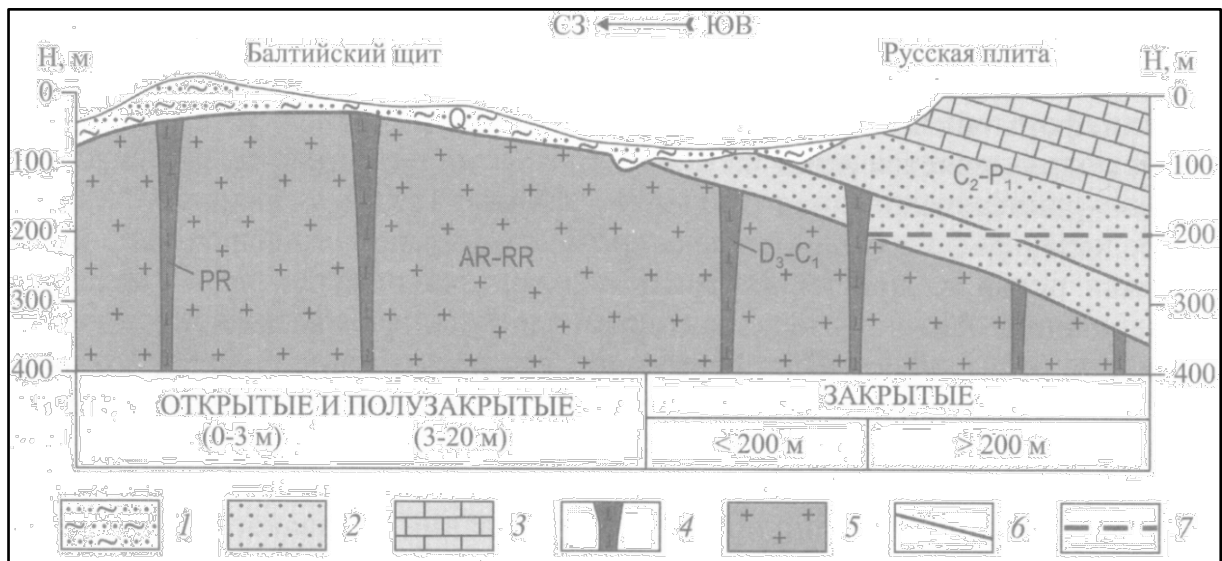 СЗ ЮВ
Н, м Балтийский щит Русская плита Н, м
0 0
Q
100 100
C₂-P₁
200 200
AR-RR D₃-C₁
PR
300 300
400 400
ОТКРЫТЫЕ И ПОЛУЗАКРЫТЫЕ ЗАКРЫТЫЕ
(0-3 м) (3-20 м) ≤ 200 м > 200 м
1 2 3 4 5 6 7